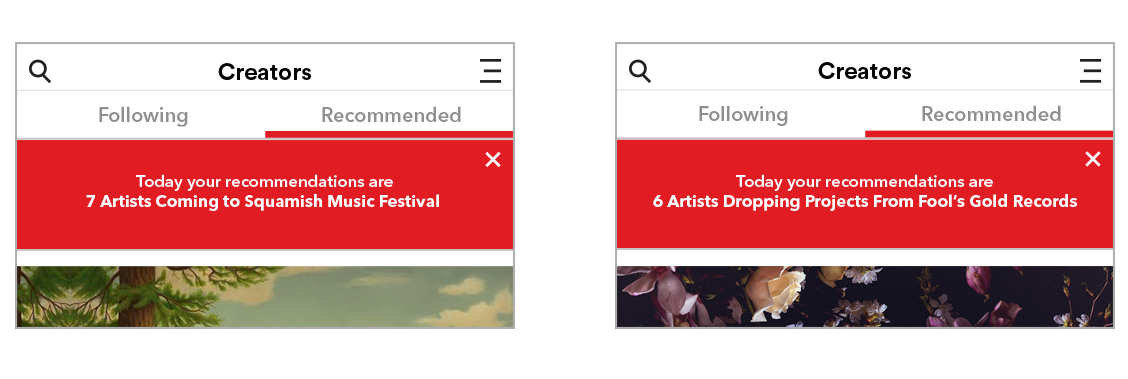 Creators
Following Recommended
Today your recommendations are
7 Artists Coming to Squamish Music Festival
Creators
Following Recommended
Today your recommendations are
6 Artists Dropping Projects From Fool’s Gold Records